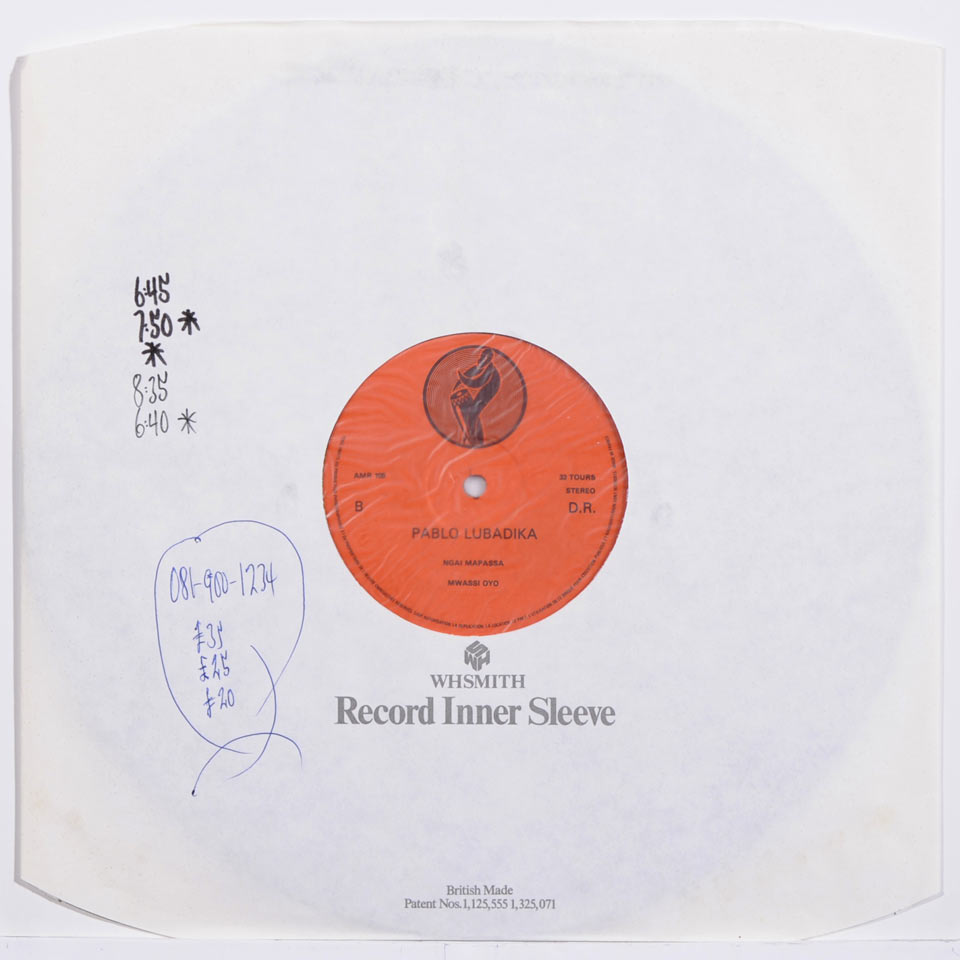 6:45
7:50 *
*
8:35
6:40 *
AMR 105
33 TOURS
STEREO
B
D.R.
PABLO LUBADIKA
NGAI MAPASSA
MWASSI OYO
081-900-1234
£35
£25
£20
WHSMITH
Record Inner Sleeve
British Made
Patent Nos. 1,125,555 1,325,071